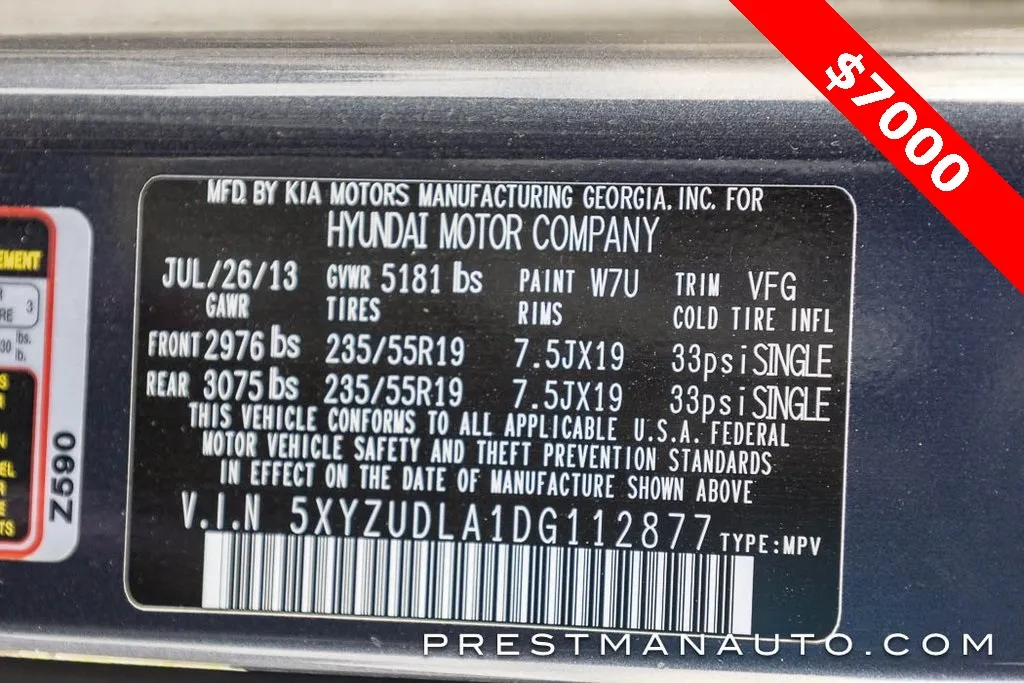 $7000
MFD. BY KIA MOTORS MANUFACTURING GEORGIA. INC. FOR
HYUNDAI MOTOR COMPANY
JUL/26/13 GVWR 5181 lbs PAINT W7U TRIM VFG
GAWR TIRES RIMS COLD TIRE INFL
FRONT 2976 lbs 235/55R19 7.5JX19 33psi SINGLE
REAR 3075 lbs 235/55R19 7.5JX19 33psi SINGLE
THIS VEHICLE CONFORMS TO ALL APPLICABLE U.S.A. FEDERAL
MOTOR VEHICLE SAFETY AND THEFT PREVENTION STANDARDS
IN EFFECT ON THE DATE OF MANUFACTURE SHOWN ABOVE
V.I.N 5XYZUDLA1DG112877 TYPE:MPV
3
lbs.
lb.
Z590
PRESTMANAUTO.COM